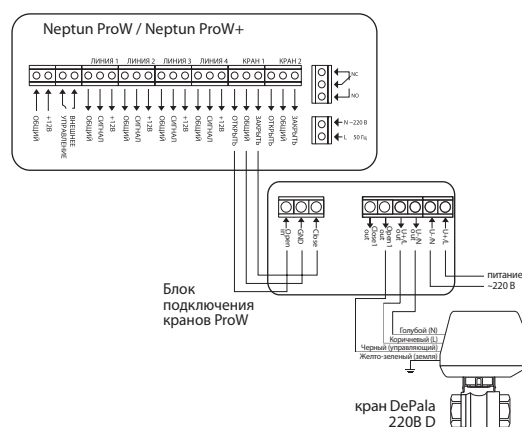 Neptun ProW / Neptun ProW+
ЛИНИЯ 1 ЛИНИЯ 2 ЛИНИЯ 3 ЛИНИЯ 4 КРАН 1 КРАН 2
ОБЩИЙ
+12В
УПРАВЛЕНИЕ
ВНЕШНЕЕ
ОБЩИЙ
СИГНАЛ
+12В
ОБЩИЙ
СИГНАЛ
+12В
ОБЩИЙ
СИГНАЛ
+12В
ОБЩИЙ
СИГНАЛ
+12В
ОТКРЫТЬ
ОБЩИЙ
ЗАКРЫТЬ
ОТКРЫТЬ
ОБЩИЙ
ЗАКРЫТЬ
NC
NO
N ~220 В
L 50 Гц
Open in
GND
Close
Close1 out
Open1 out
U+/L out
U-/N out
U-/N
U+/L
питание
~220 В
Блок
подключения
кранов ProW
Голубой (N)
Коричневый (L)
Черный (управляющий)
Желто-зеленый (земля)
кран DePala
220В D